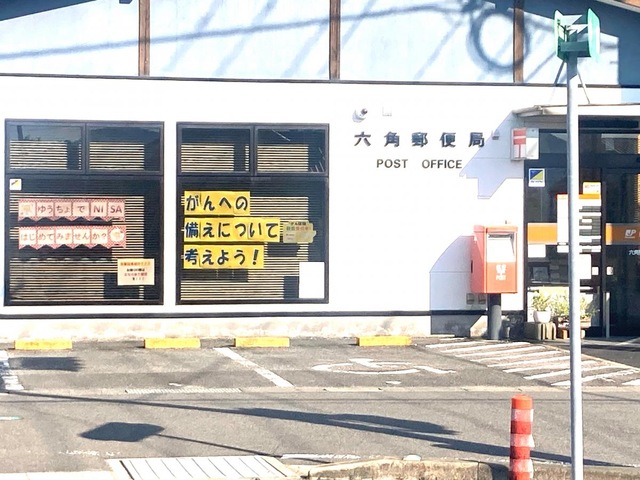 六角郵便局
POST OFFICE
ゆうちょでNISA
はじめてみませんか?
がんへの
備えについて
考えよう!